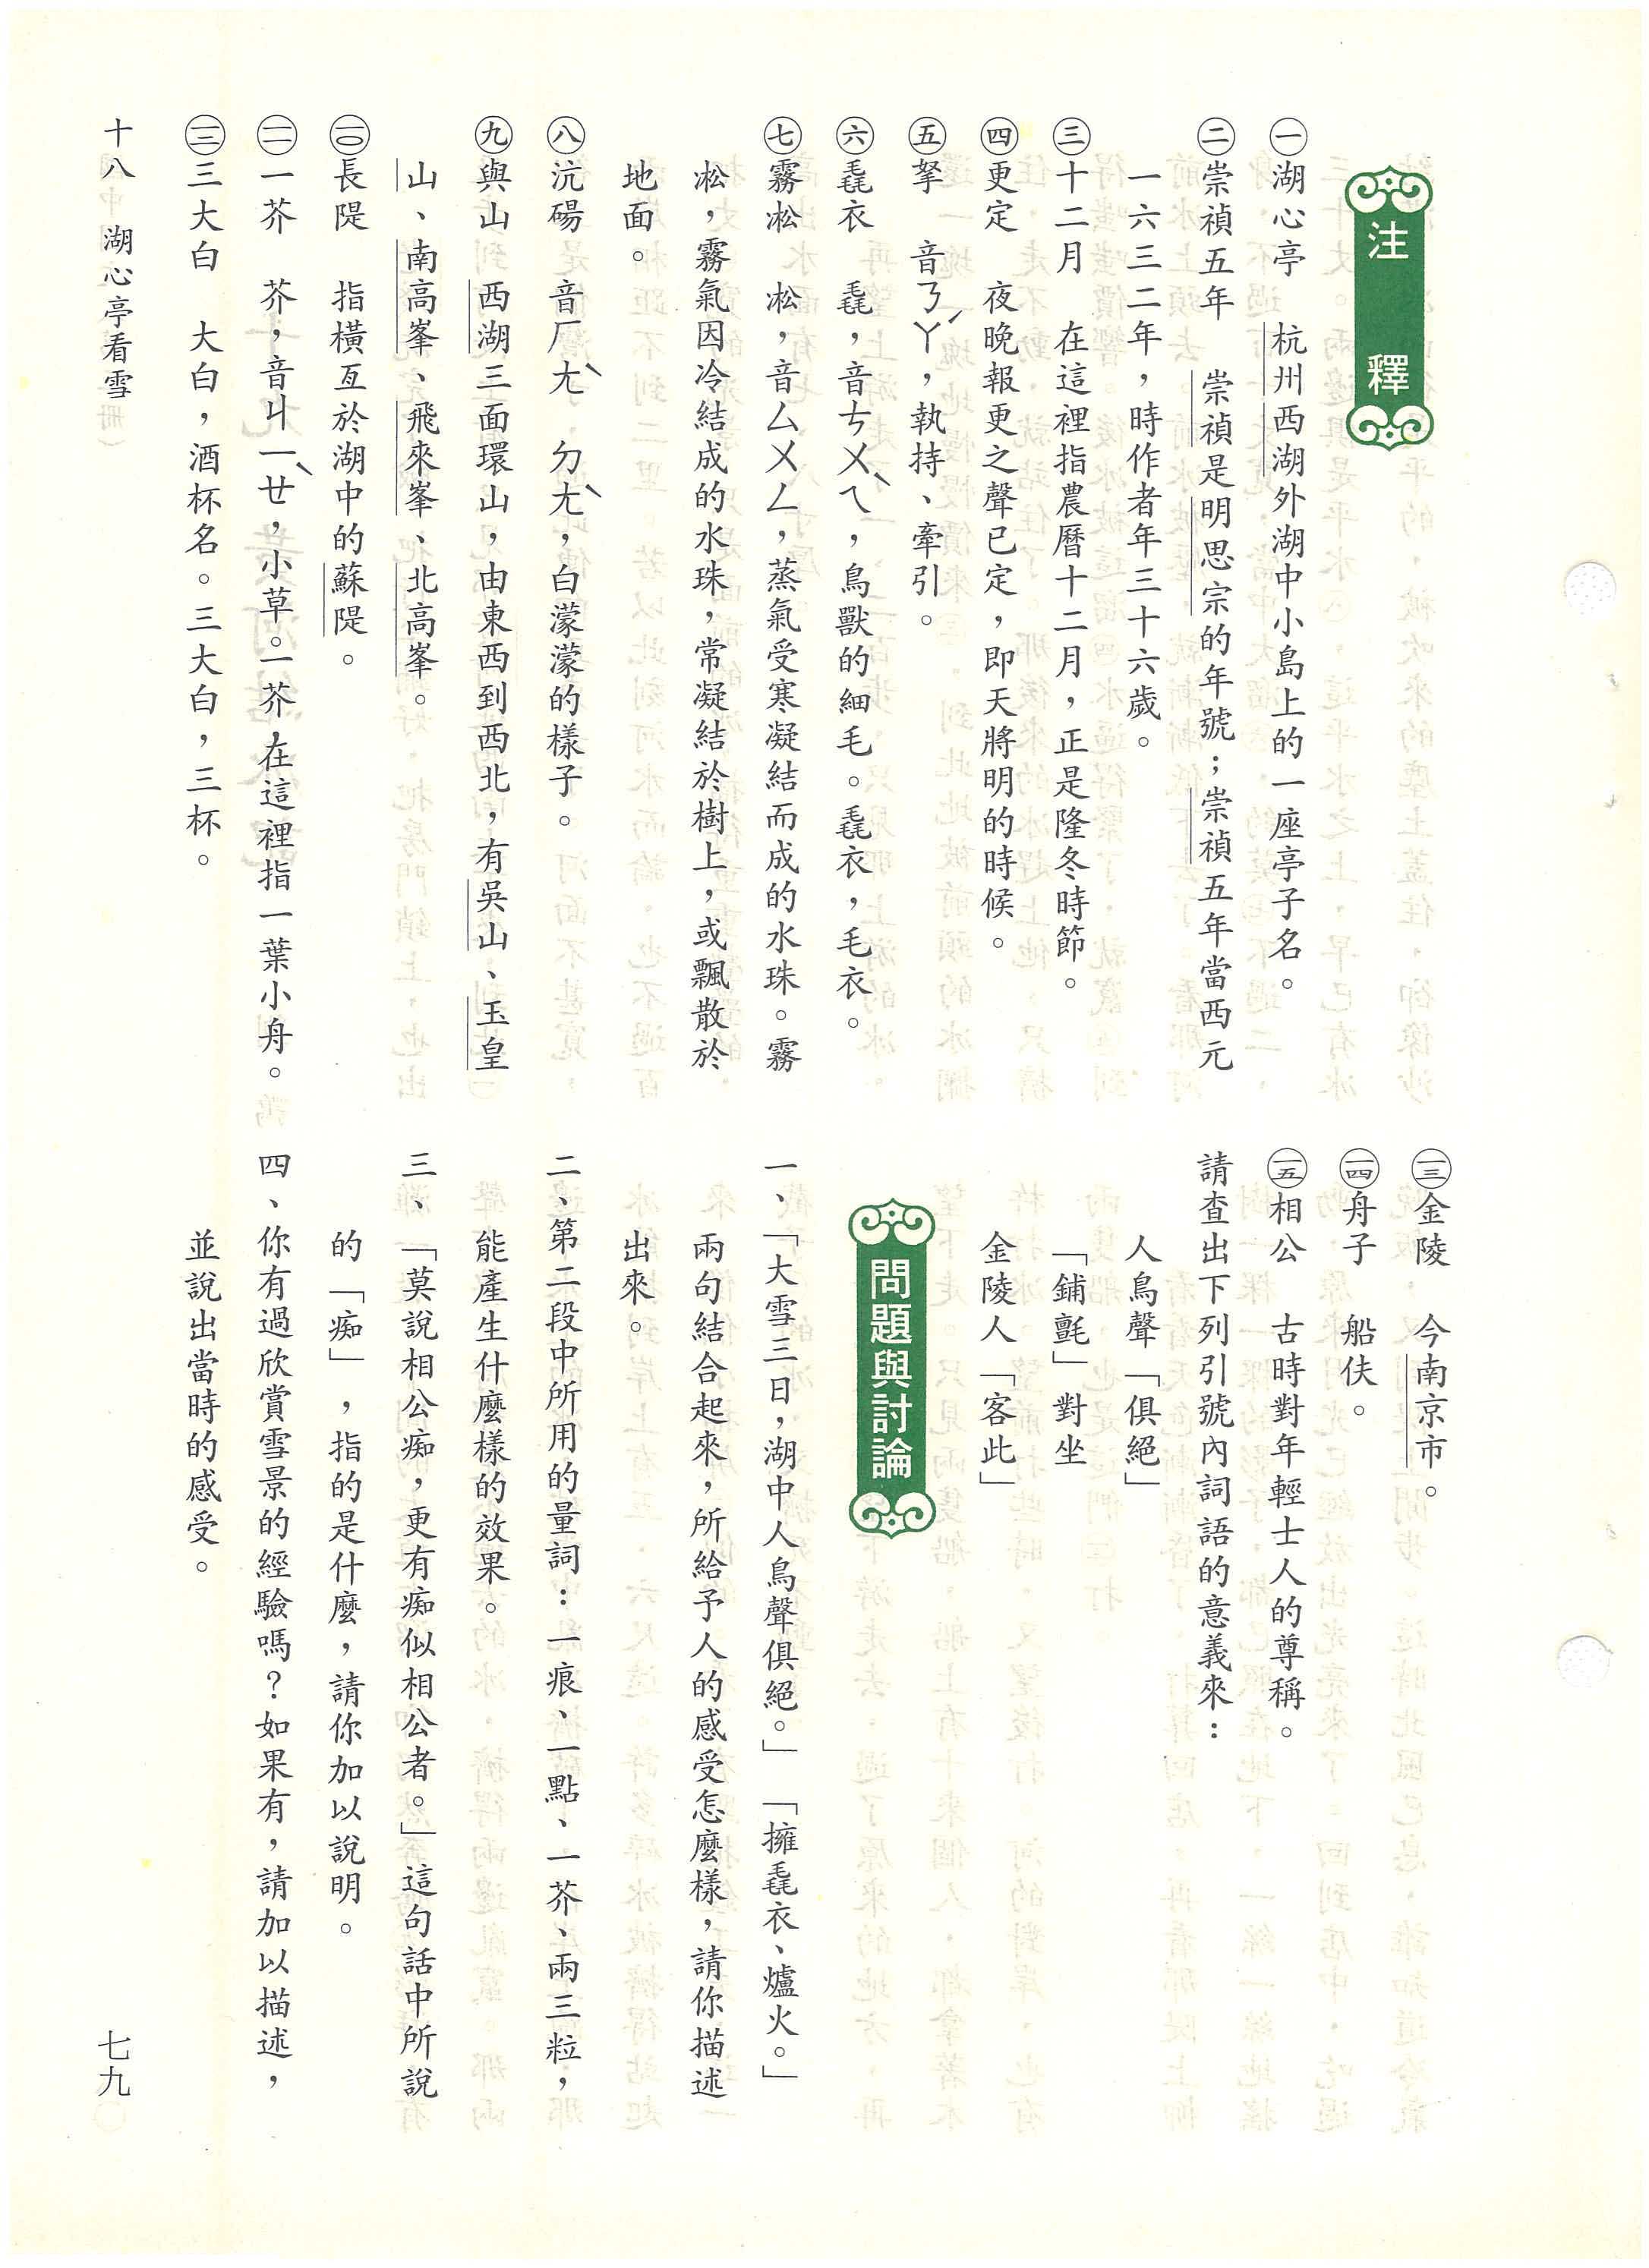 注釋
㊀湖心亭　杭州西湖外湖中小島上的一座亭子名。
㊁崇禎五年　崇禎是明思宗的年號；崇禎五年當西元
一六三二年，時作者年三十六歲。
㊂十二月　在這裡指農曆十二月，正是隆冬時節。
㊃更定　夜晚報更之聲已定，即天將明的時候。
㊄拏　音ㄋㄚˊ，執持、牽引。
㊅毳衣　毳，音ㄘㄨㄟˋ，鳥獸的細毛。毳衣，毛衣。
㊆霧凇　凇，音ㄙㄨㄥ，蒸氣受寒凝結而成的水珠。霧
凇，霧氣因冷結成的水珠，常凝結於樹上，或飄散於
地面。
㊇沆碭　音ㄏㄤˋ　ㄉㄤˋ，白濛濛的樣子。
㊈與山　西湖三面環山，由東西到西北，有吳山、玉皇
山、南高峯、飛來峯、北高峯。
(一〇)長隄　指橫亙於湖中的蘇隄。
(一一)一芥　芥，音ㄐㄧㄝˋ，小草。一芥，在這裡指一葉小舟。
(一二)三大白　大白，酒杯名。三大白，三杯。
(一三)金陵　今南京市。
(一四)舟子　船伕。
(一五)相公　古時對年輕士人的尊稱。
請查出下列引號內詞語的意義來：
人鳥聲「俱絕」
「鋪氈」對坐
金陵人「客此」
問題與討論
一、「大雪三日，湖中人鳥聲俱絕。」「擁毳衣、爐火。」
兩句結合起來，所給予人的感受怎麼樣，請你描述
出來。
二、第二段中所用的量詞：一痕、一點、一芥、兩三粒，
能產生什麼樣的效果。
三、「莫說相公痴，更有痴似相公者。」這句話中所說
的「痴」，指的是什麼，請你加以說明。
四、你有過欣賞雪景的經驗嗎？如果有，請加以描述，
並說出當時的感受。
十八　湖心亭看雪
七九